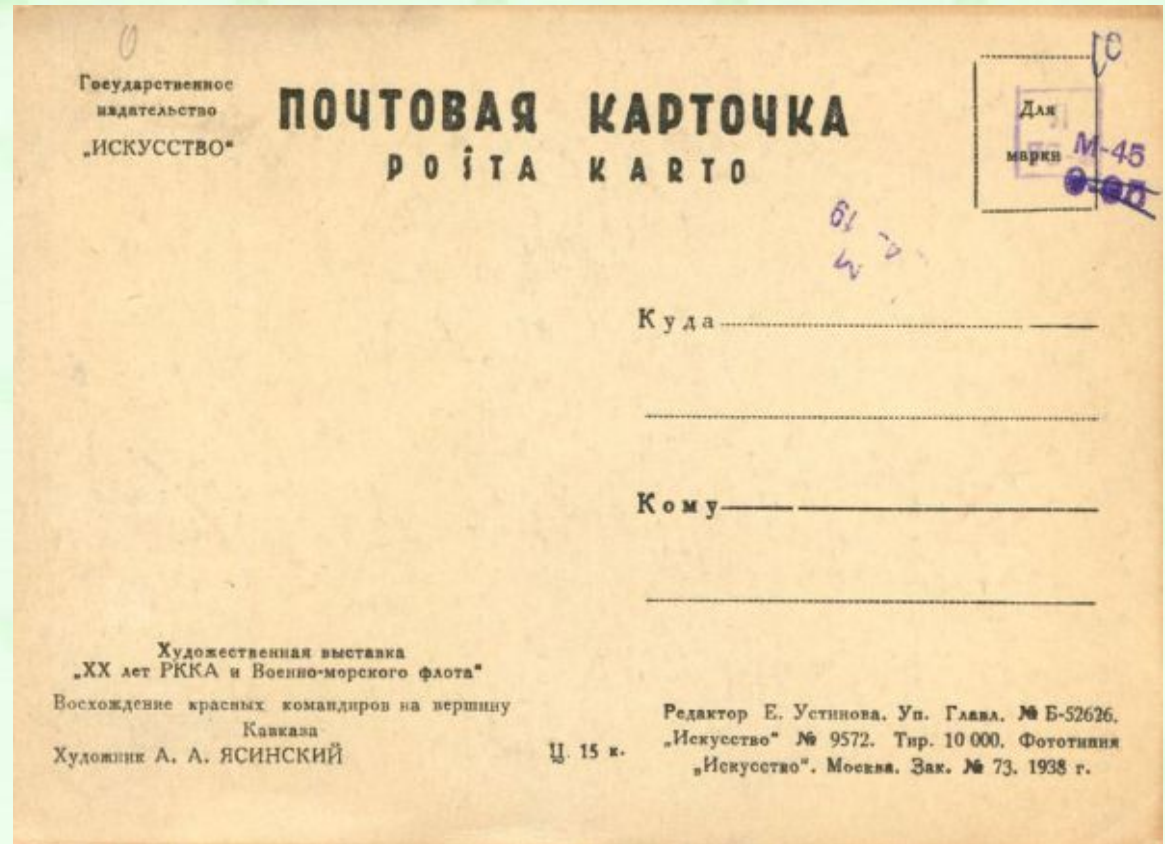 Государственное
издательство
„ИСКУССТВО“
ПОЧТОВАЯ КАРТОЧКА
POŜTA KARTO
Для
марки
М-45
19
Куда
Кому
Художественная выставка
„XX лет РККА и Военно-морского флота“
Восхождение красных командиров на вершину
Кавказа
Художник А. А. ЯСИНСКИЙ
Ц. 15 к.
Редактор Е. Устинова. Уп. Главл. № Б-52626.
„Искусство“ № 9572. Тир. 10 000. Фототипия
„Искусство“. Москва. Зак. № 73. 1938 г.